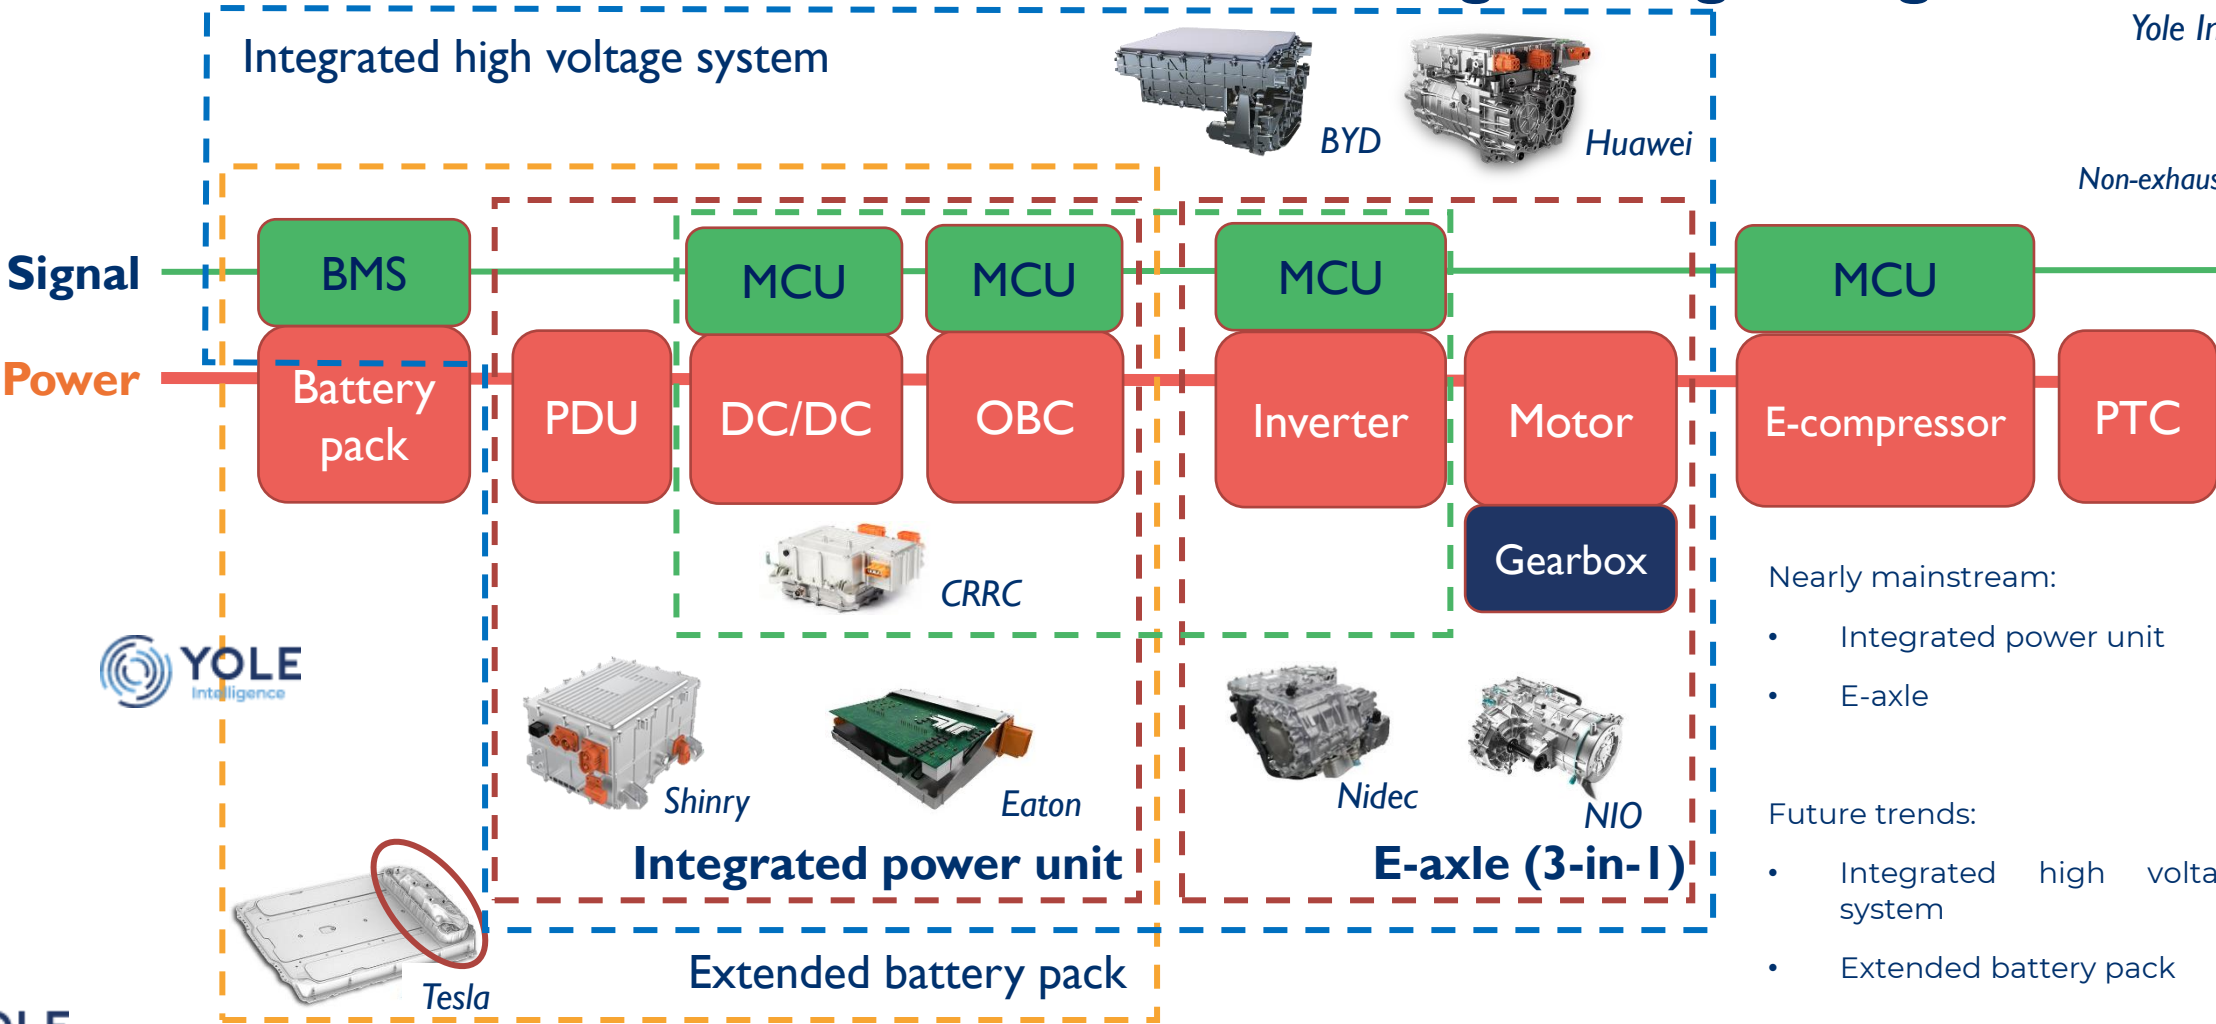 Yole In
Integrated high voltage system
BYD
Huawei
Non-exhaus
Signal
BMS
MCU
MCU
MCU
MCU
Power
Battery
pack
PDU
DC/DC
OBC
Inverter
Motor
E-compressor
PTC
Gearbox
CRRC
Nearly mainstream:
• Integrated power unit
• E-axle
YOLE
Intelligence
Shinry
Eaton
Nidec
NIO
Integrated power unit
E-axle (3-in-1)
Future trends:
• Integrated high volta
system
• Extended battery pack
Extended battery pack
Tesla